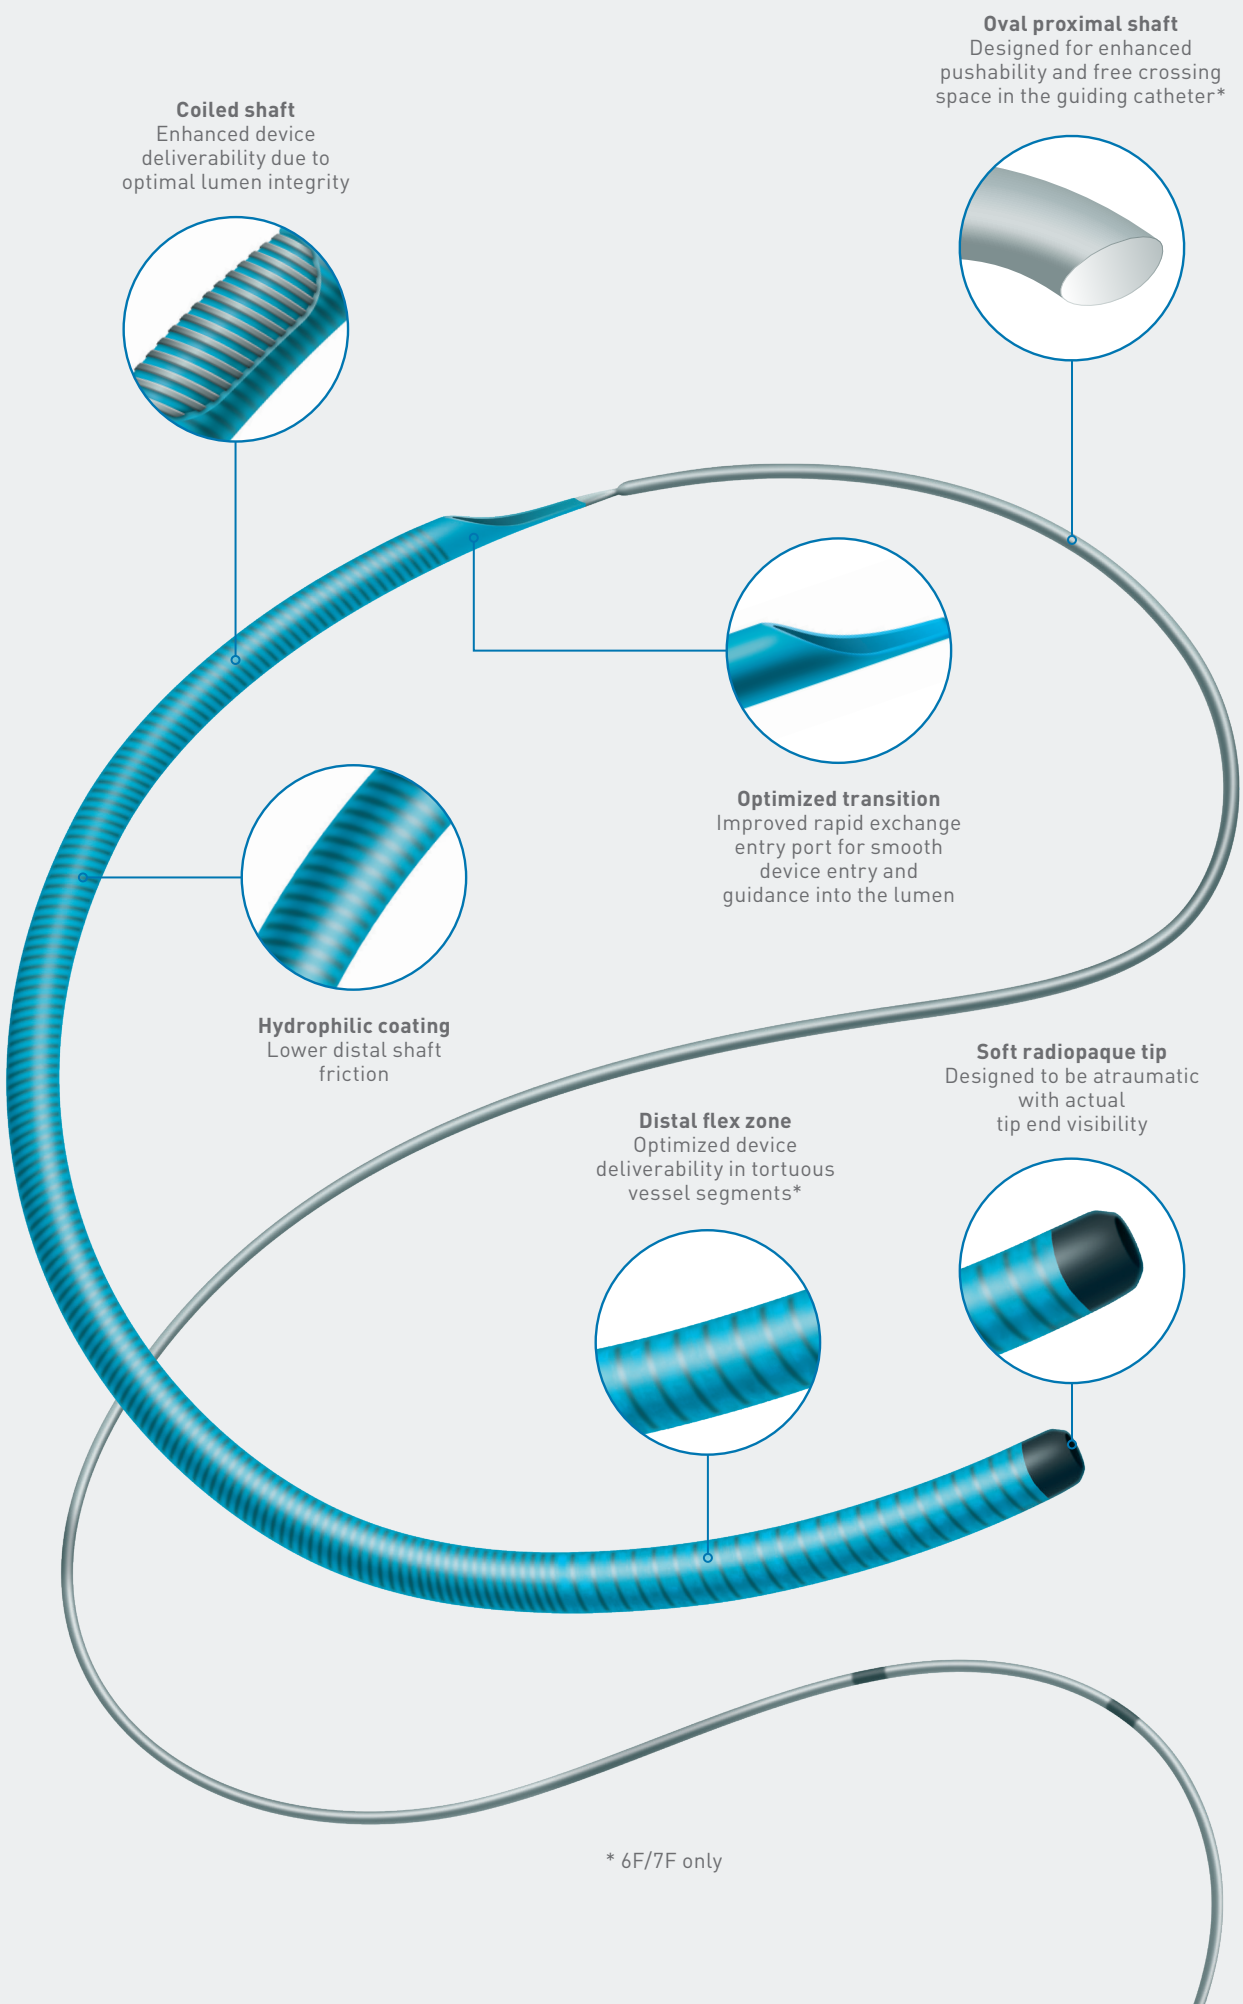 Oval proximal shaft
Designed for enhanced
pushability and free crossing
space in the guiding catheter*
Coiled shaft
Enhanced device
deliverability due to
optimal lumen integrity
Optimized transition
Improved rapid exchange
entry port for smooth
device entry and
guidance into the lumen
Hydrophilic coating
Lower distal shaft
friction
Soft radiopaque tip
Designed to be atraumatic
with actual
tip end visibility
Distal flex zone
Optimized device
deliverability in tortuous
vessel segments*
* 6F/7F only